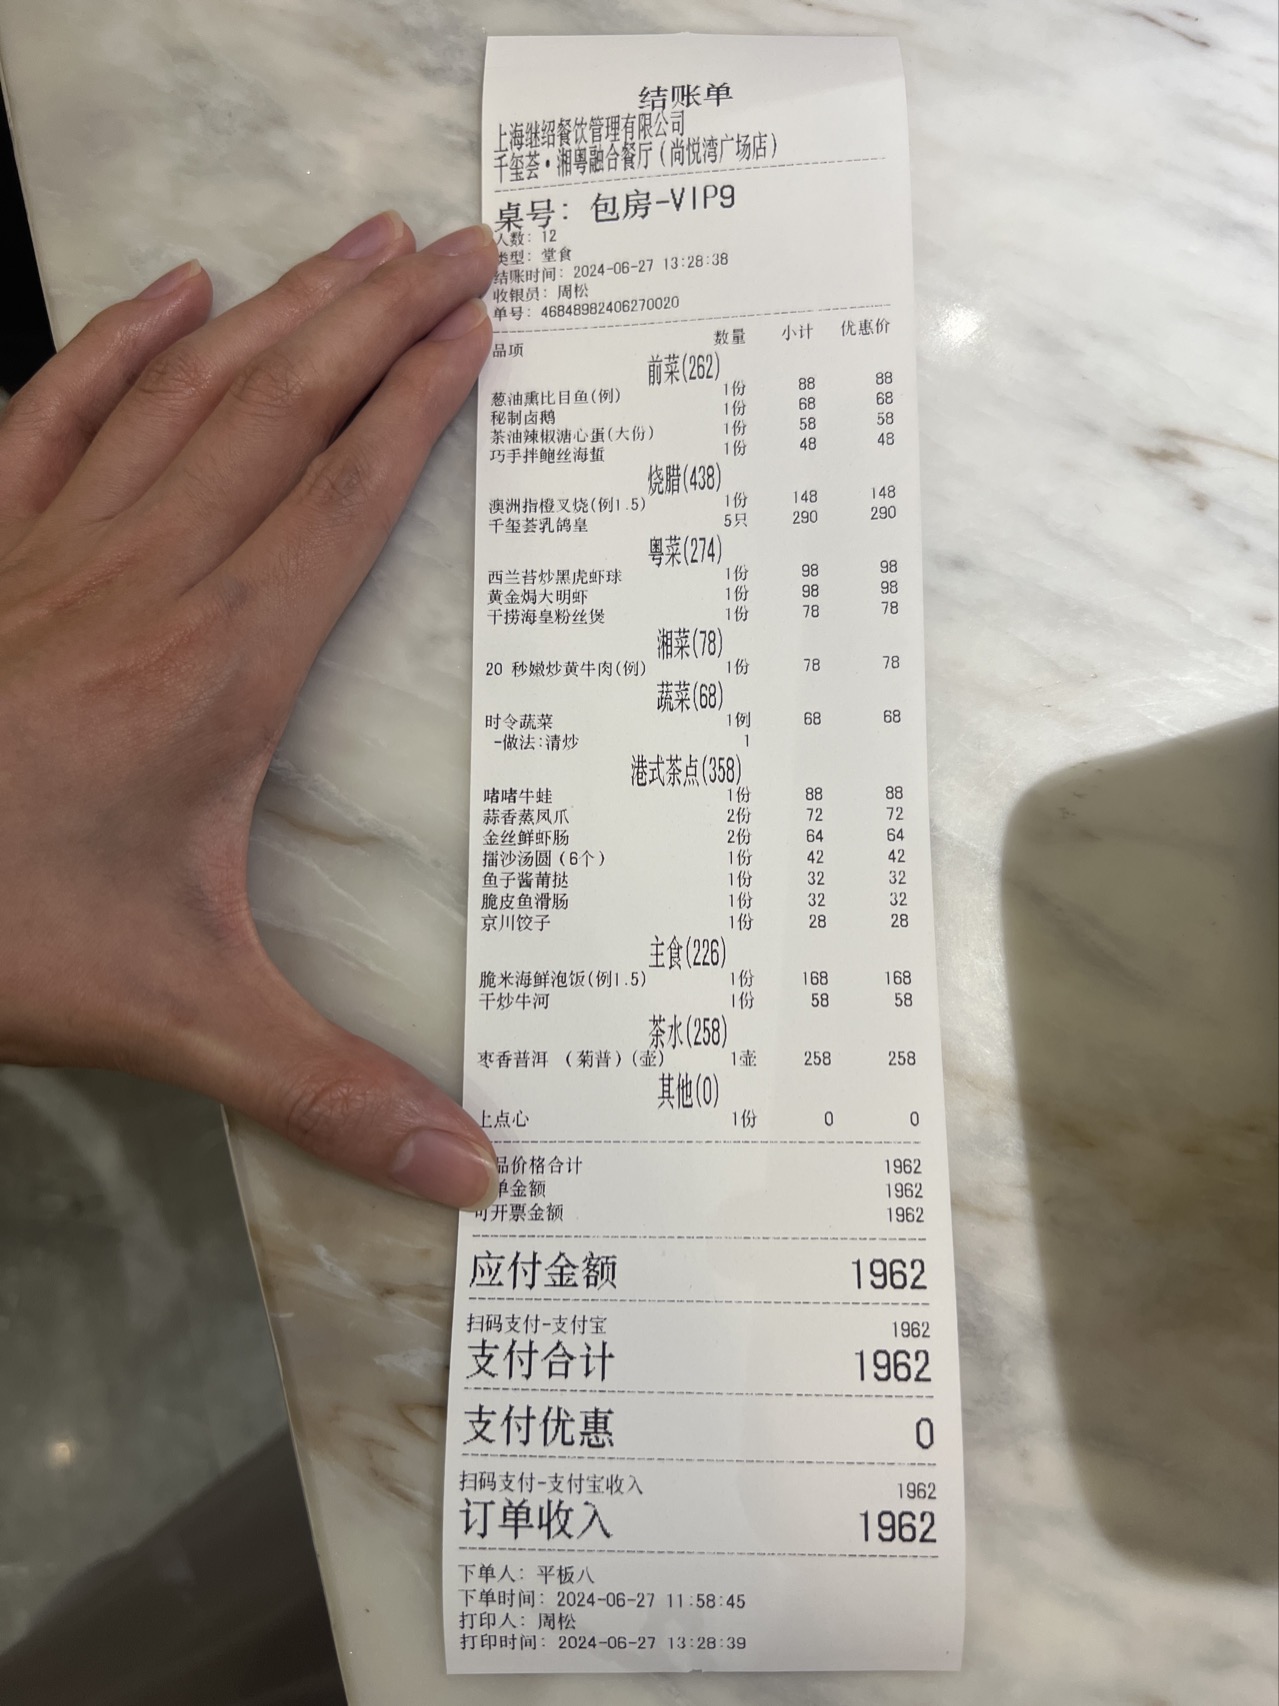 结账单
上海继绍餐饮管理有限公司
千玺荟·湘粤融合餐厅(尚悦湾广场店)
桌号: 包房-VIP9
人数: 12
类型: 堂食
结账时间: 2024-06-27 13:28:38
收银员: 周松
单号: 46848982406270020
品项 数量 小计 优惠价
前菜(262)
葱油熏比目鱼(例) 1份 88 88
秘制卤鹅 1份 68 68
茶油辣椒溏心蛋(大份) 1份 58 58
巧手拌鲍丝海蜇 1份 48 48
烧腊(438)
澳洲指橙叉烧(例1.5) 1份 148 148
千玺荟乳鸽皇 5只 290 290
粤菜(274)
西兰苔炒黑虎虾球 1份 98 98
黄金焗大明虾 1份 98 98
干捞海皇粉丝煲 1份 78 78
湘菜(78)
20 秒嫩炒黄牛肉(例) 1份 78 78
蔬菜(68)
时令蔬菜 1例 68 68
-做法:清炒 1
港式茶点(358)
啫啫牛蛙 1份 88 88
蒜香蒸凤爪 2份 72 72
金丝鲜虾肠 2份 64 64
擂沙汤圆(6个) 1份 42 42
鱼子酱莆挞 1份 32 32
脆皮鱼滑肠 1份 32 32
京川饺子 1份 28 28
主食(226)
脆米海鲜泡饭(例1.5) 1份 168 168
干炒牛河 1份 58 58
茶水(258)
枣香普洱 (菊普)(壶) 1壶 258 258
其他(0)
上点心 1份 0 0
品价格合计 1962
单金额 1962
可开票金额 1962
应付金额 1962
扫码支付-支付宝 1962
支付合计 1962
支付优惠 0
扫码支付-支付宝收入 1962
订单收入 1962
下单人: 平板八
下单时间: 2024-06-27 11:58:45
打印人: 周松
打印时间: 2024-06-27 13:28:39